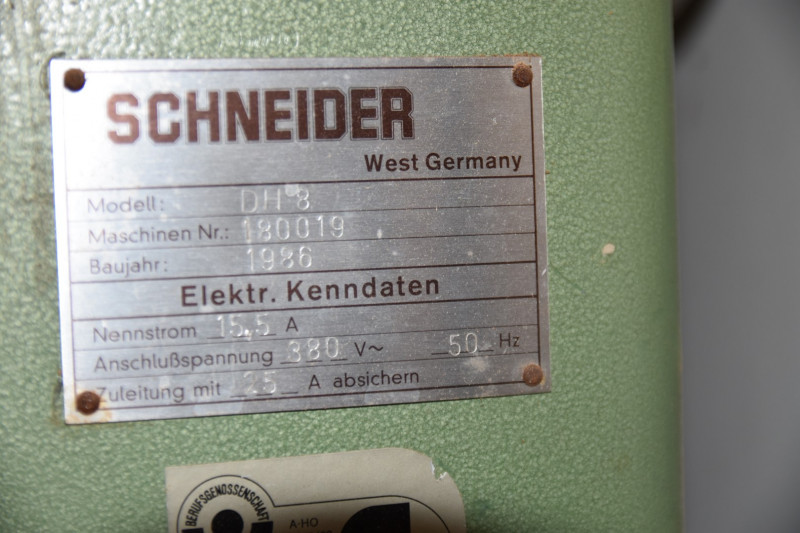 SCHNEIDER
West Germany
Modell: DH 8
Maschinen Nr.: 180019
Baujahr: 1986
Elektr. Kenndaten
Nennstrom 15,5 A
Anschlußspannung 380 V~ 50 Hz
Zuleitung mit 25 A absichern
BERUFSGENOSSENSCHAFT
A-HO